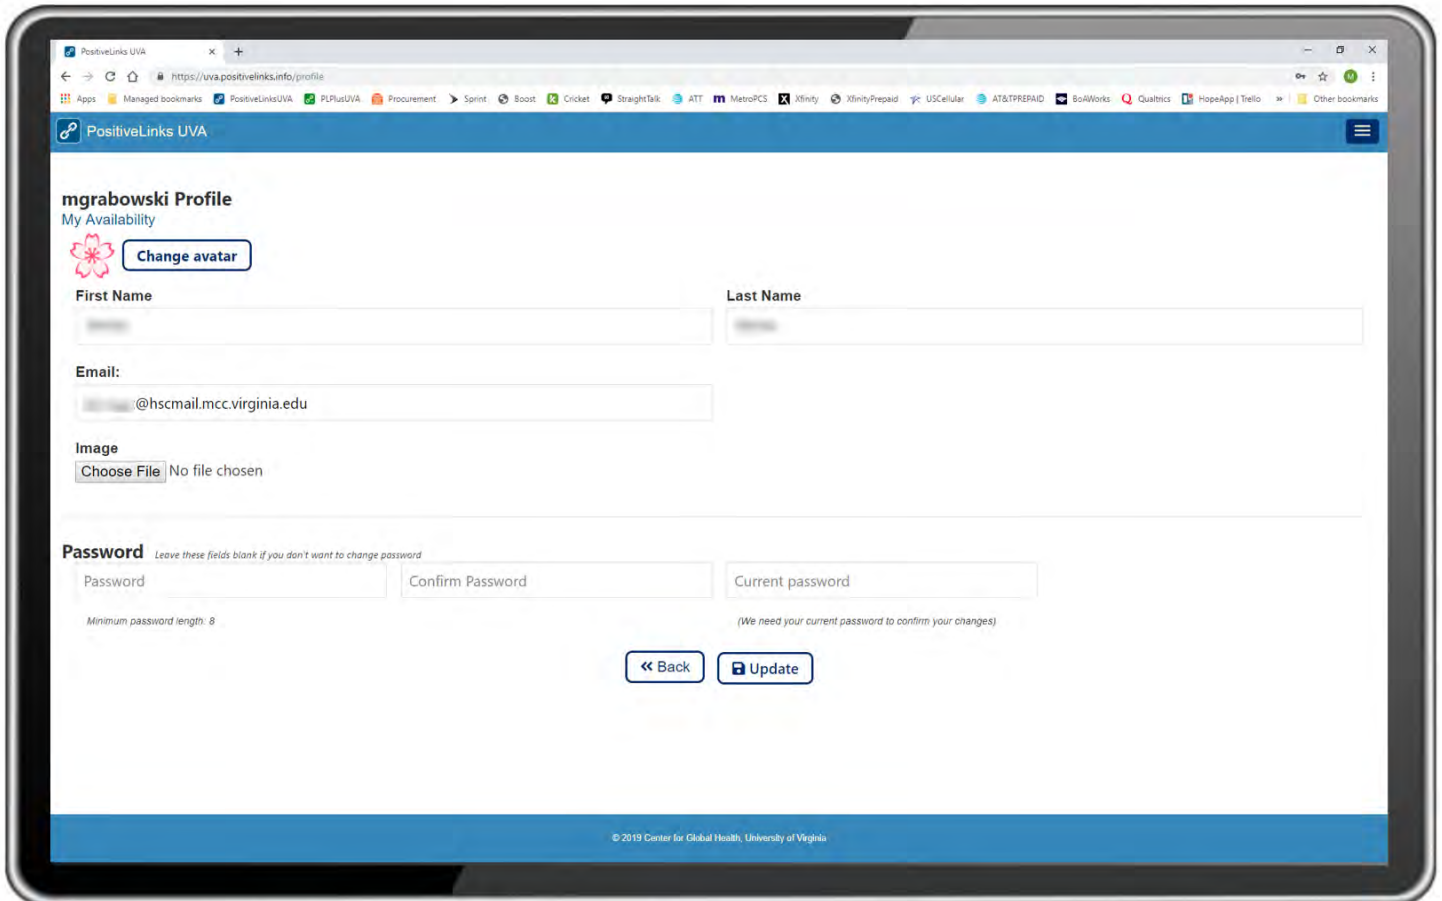 PositiveLinks UVA
https://uva.positivelinks.info/profile
M
Apps Managed bookmarks PositiveLinksUVA PLPlusUVA Procurement Sprint Boost Cricket StraightTalk ATT MetroPCS Xfinity XfinityPrepaid USCellular AT&TPREPAID BoAWorks Qualtrics HopeApp | Trello » Other bookmarks
PositiveLinks UVA
mgrabowski Profile
My Availability
Change avatar
First Name Last Name
Email:
@hscmail.mcc.virginia.edu
Image
Choose File No file chosen
Password Leave these fields blank if you don't want to change password
Password Confirm Password Current password
Minimum password length: 8 (We need your current password to confirm your changes)
« Back Update
© 2019 Center for Global Health, University of Virginia